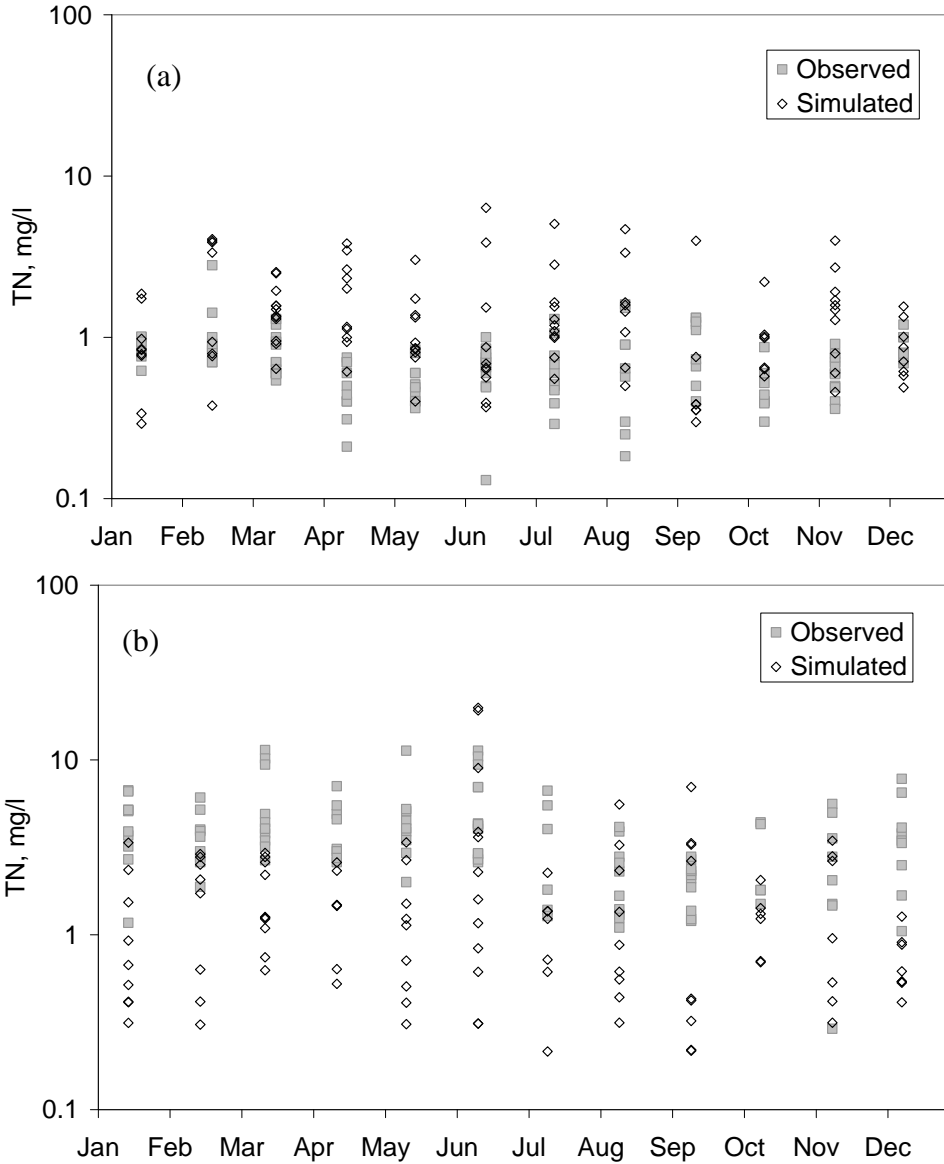 100
(a)
Observed
Simulated
10
TN, mg/l
1
0.1
Jan Feb Mar Apr May Jun Jul Aug Sep Oct Nov Dec
100
(b)
Observed
Simulated
10
TN, mg/l
1
0.1
Jan Feb Mar Apr May Jun Jul Aug Sep Oct Nov Dec